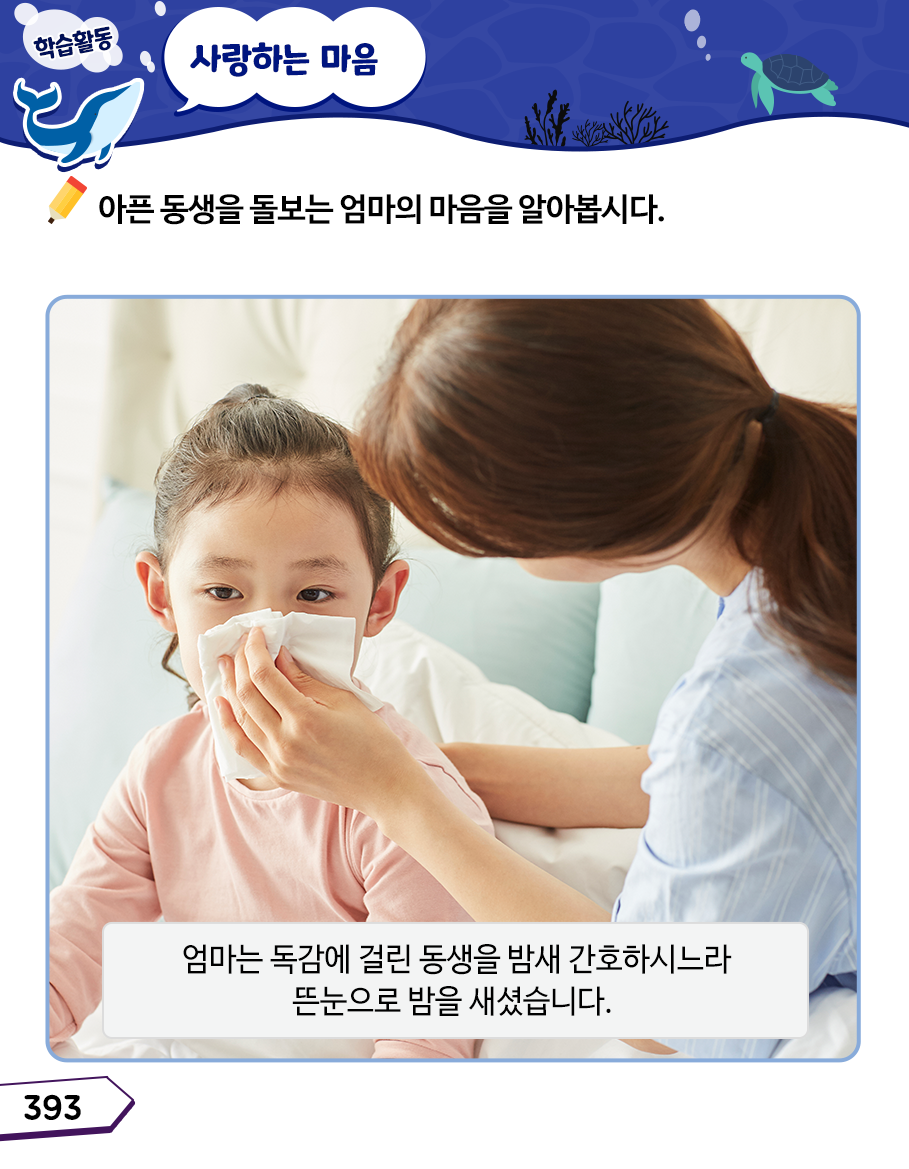 학습활동
사랑하는 마음
아픈 동생을 돌보는 엄마의 마음을 알아봅시다.
엄마는 독감에 걸린 동생을 밤새 간호하시느라
뜬눈으로 밤을 새셨습니다.
393